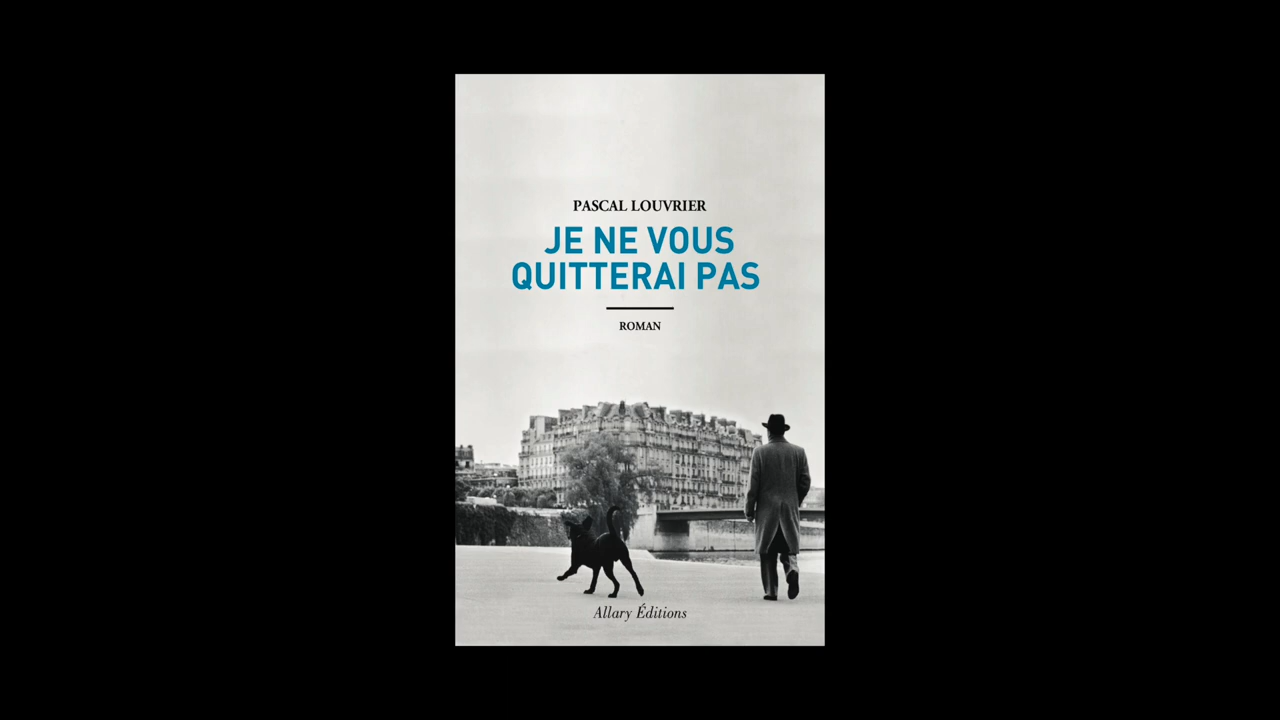 PASCAL LOUVRIER
JE NE VOUS
QUITTERAI PAS
ROMAN
Allary Éditions